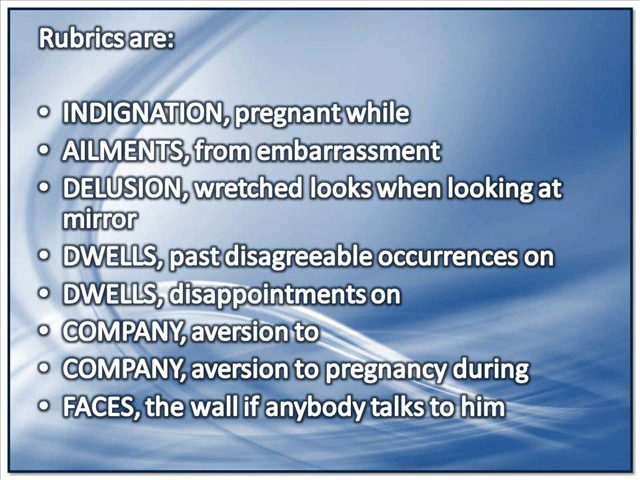 Rubrics are:
• INDIGNATION, pregnant while
• AILMENTS, from embarrassment
• DELUSION, wretched looks when looking at
mirror
• DWELLS, past disagreeable occurrences on
• DWELLS, disappointments on
• COMPANY, aversion to
• COMPANY, aversion to pregnancy during
• FACES, the wall if anybody talks to him